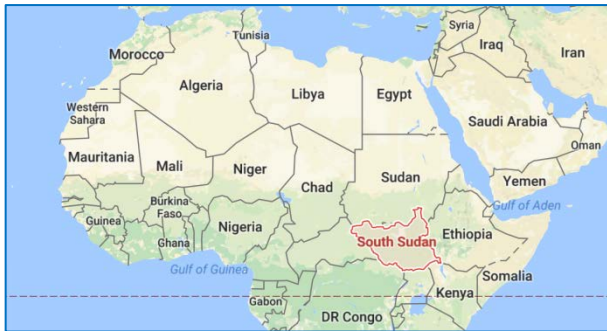 Syria
Tunisia
Morocco
Iraq
Iran
Algeria
Libya
Egypt
Western
Sahara
Saudi Arabia
Oman
Mauritania
Mali
Niger
Sudan
Chad
Yemen
Burkina
Faso
Gulf of Aden
Guinea
Nigeria
Ghana
South Sudan
Ethiopia
Gulf of Guinea
Somalia
Gabon
Kenya
DR Congo